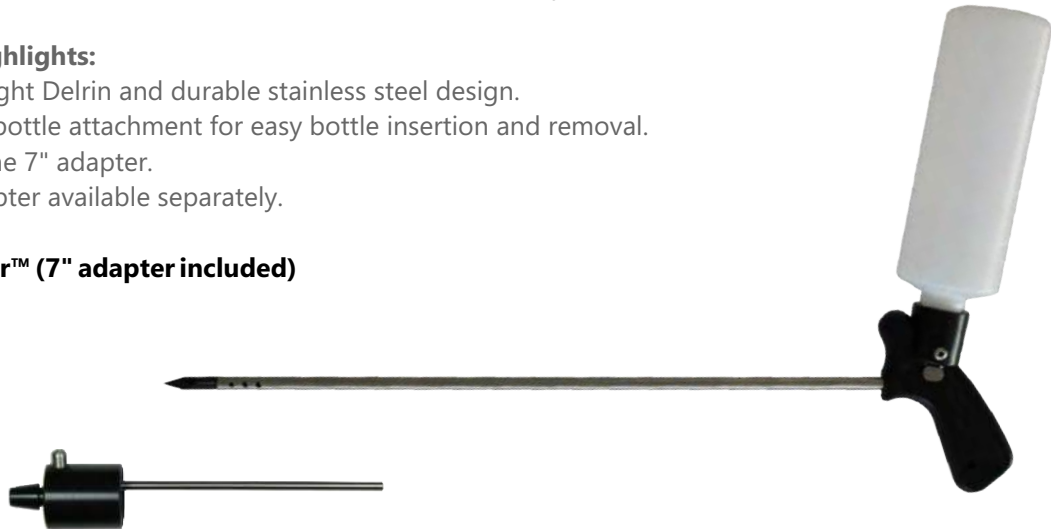 ghlights:
ght Delrin and durable stainless steel design.
bottle attachment for easy bottle insertion and removal.
ne 7" adapter.
pter available separately.
r™ (7" adapter included)